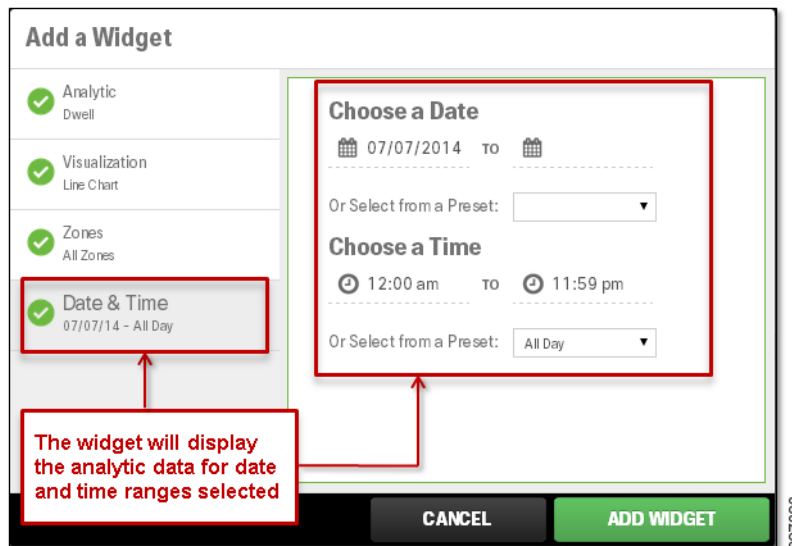 Add a Widget
Analytic
Dwell
Visualization
Line Chart
Zones
All Zones
Date & Time
07/07/14 - All Day
Choose a Date
07/07/2014 TO
Or Select from a Preset:
Choose a Time
12:00 am TO 11:59 pm
Or Select from a Preset: All Day
The widget will display
the analytic data for date
and time ranges selected
CANCEL ADD WIDGET